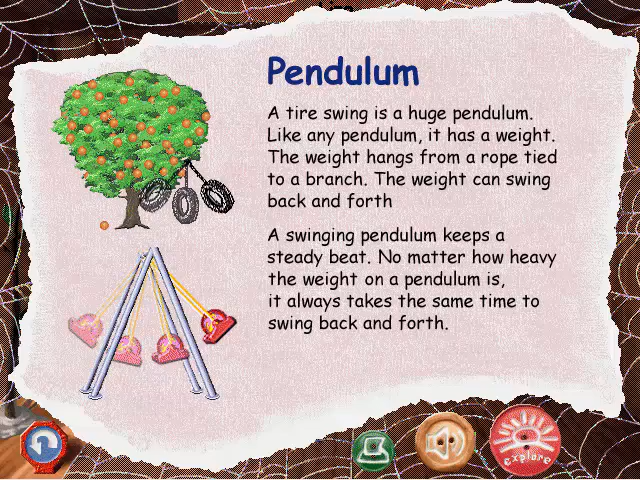 Pendulum
A tire swing is a huge pendulum.
Like any pendulum, it has a weight.
The weight hangs from a rope tied
to a branch. The weight can swing
back and forth
A swinging pendulum keeps a
steady beat. No matter how heavy
the weight on a pendulum is,
it always takes the same time to
swing back and forth.
explore